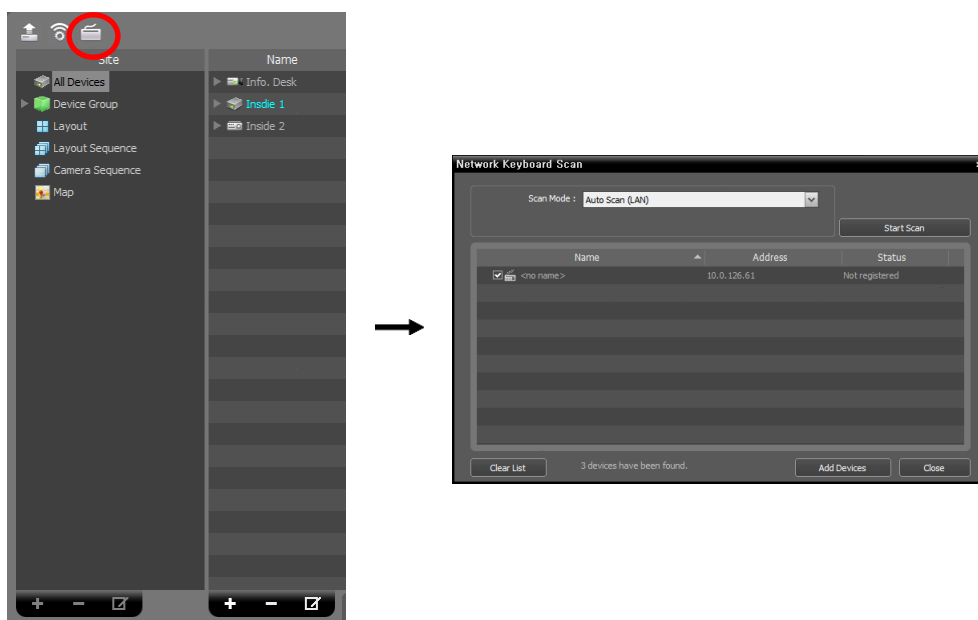 Site
All Devices
Device Group
Layout
Layout Sequence
Camera Sequence
Map
Name
Info. Desk
Insdie 1
Inside 2
Network Keyboard Scan
Scan Mode : Auto Scan (LAN)
Start Scan
Name Address Status
<no name> 10.0.126.61 Not registered
Clear List 3 devices have been found. Add Devices Close